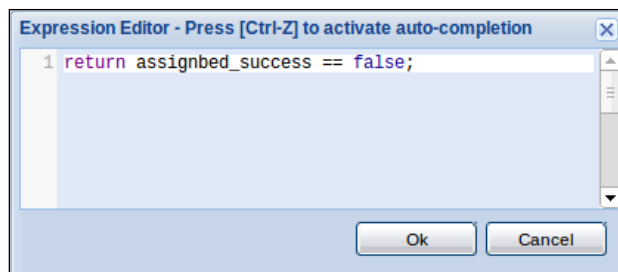 Expression Editor - Press [Ctrl-Z] to activate auto-completion
1 return assignbed_success == false;
Ok Cancel